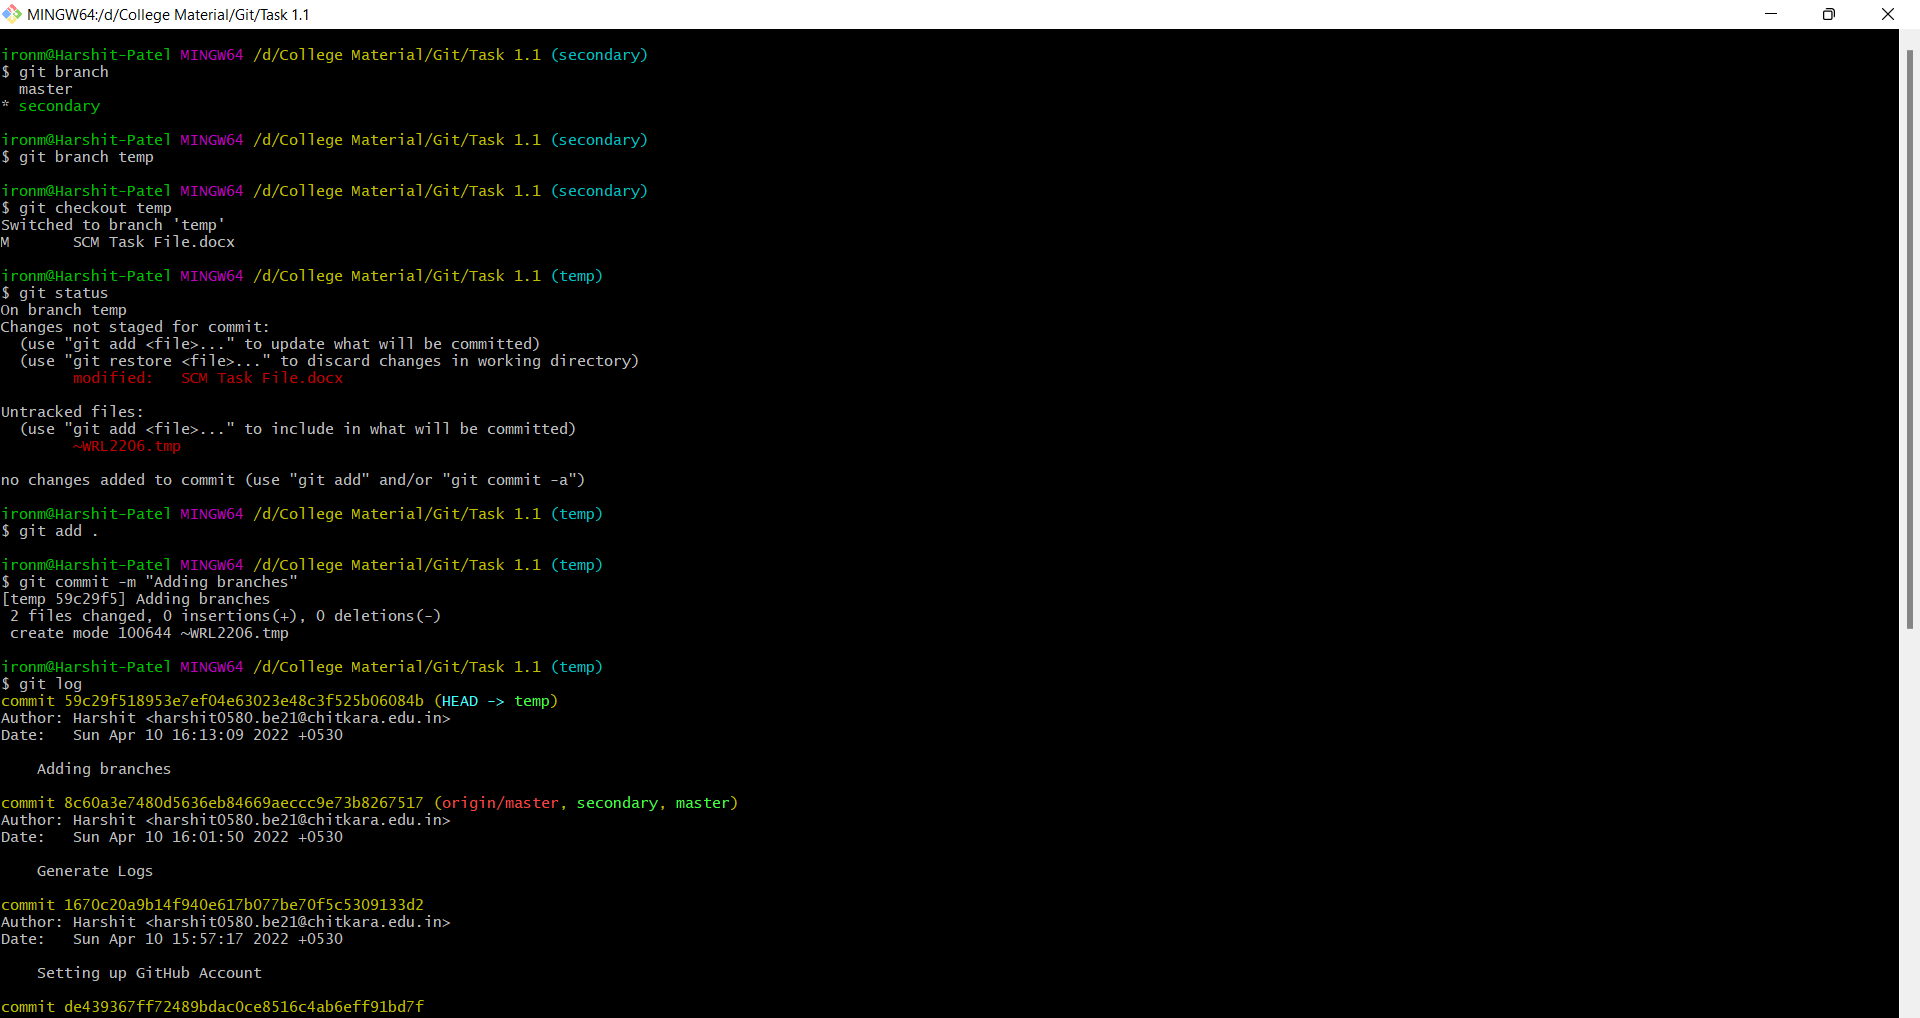 MINGW64:/d/College Material/Git/Task 1.1
ironm@Harshit-Patel MINGW64 /d/College Material/Git/Task 1.1 (secondary)
$ git branch
  master
* secondary
ironm@Harshit-Patel MINGW64 /d/College Material/Git/Task 1.1 (secondary)
$ git branch temp
ironm@Harshit-Patel MINGW64 /d/College Material/Git/Task 1.1 (secondary)
$ git checkout temp
Switched to branch 'temp'
M       SCM Task File.docx
ironm@Harshit-Patel MINGW64 /d/College Material/Git/Task 1.1 (temp)
$ git status
On branch temp
Changes not staged for commit:
  (use "git add <file>..." to update what will be committed)
  (use "git restore <file>..." to discard changes in working directory)
        modified:   SCM Task File.docx
Untracked files:
  (use "git add <file>..." to include in what will be committed)
        ~WRL2206.tmp
no changes added to commit (use "git add" and/or "git commit -a")
ironm@Harshit-Patel MINGW64 /d/College Material/Git/Task 1.1 (temp)
$ git add .
ironm@Harshit-Patel MINGW64 /d/College Material/Git/Task 1.1 (temp)
$ git commit -m "Adding branches"
[temp 59c29f5] Adding branches
 2 files changed, 0 insertions(+), 0 deletions(-)
 create mode 100644 ~WRL2206.tmp
ironm@Harshit-Patel MINGW64 /d/College Material/Git/Task 1.1 (temp)
$ git log
commit 59c29f518953e7ef04e63023e48c3f525b06084b (HEAD -> temp)
Author: Harshit <harshit0580.be21@chitkara.edu.in>
Date:   Sun Apr 10 16:13:09 2022 +0530
    Adding branches
commit 8c60a3e7480d5636eb84669aeccc9e73b8267517 (origin/master, secondary, master)
Author: Harshit <harshit0580.be21@chitkara.edu.in>
Date:   Sun Apr 10 16:01:50 2022 +0530
    Generate Logs
commit 1670c20a9b14f940e617b077be70f5c5309133d2
Author: Harshit <harshit0580.be21@chitkara.edu.in>
Date:   Sun Apr 10 15:57:17 2022 +0530
    Setting up GitHub Account
commit de439367ff72489bdac0ce8516c4ab6eff91bd7f